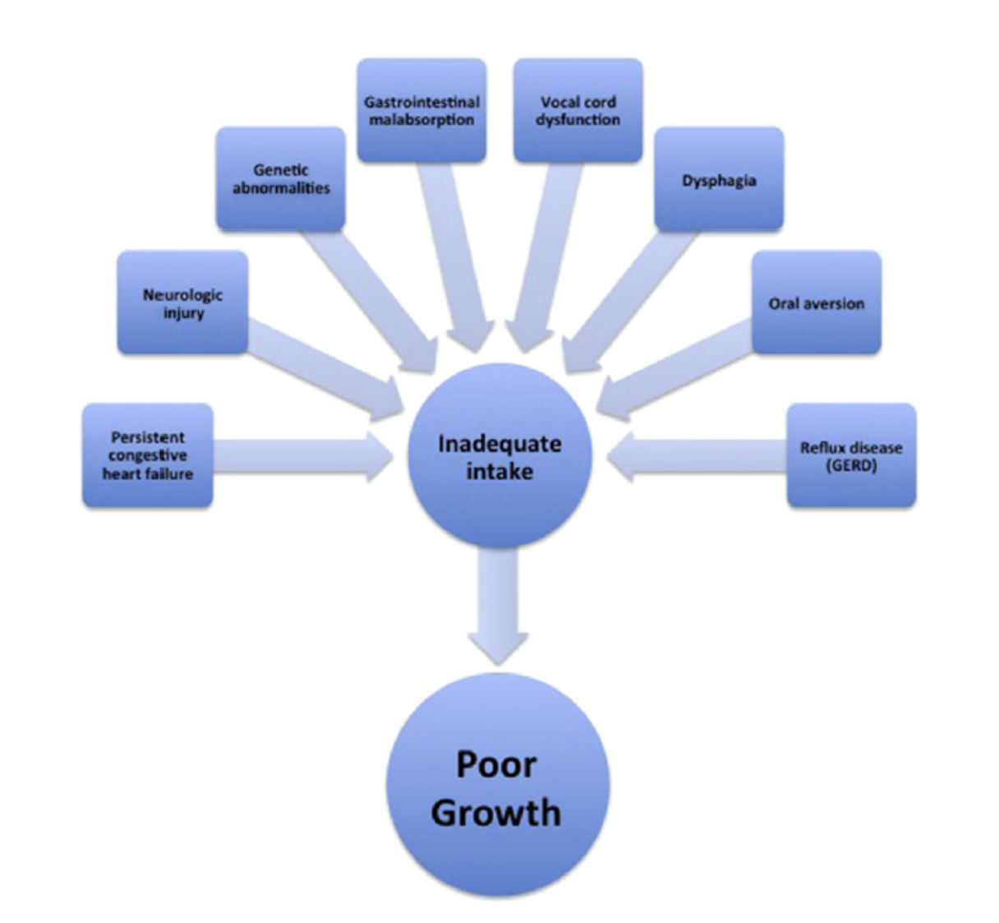 Gastrointestinal
malabsorption
Vocal cord
dysfunction
Genetic
abnormalities
Dysphagia
Neurologic
injury
Oral aversion
Persistent
congestive
heart failure
Inadequate
intake
Reflux disease
(GERD)
Poor
Growth